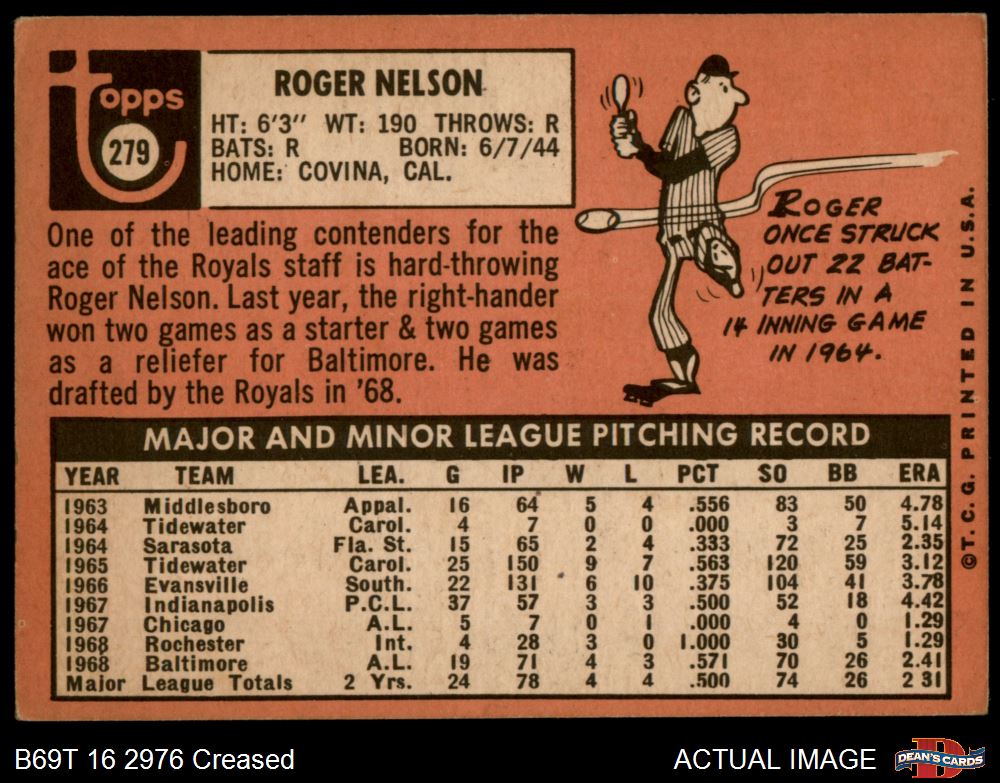 topps
279
ROGER NELSON
HT: 6'3" WT: 190 THROWS: R
BATS: R BORN: 6/7/44
HOME: COVINA, CAL.
One of the leading contenders for the
ace of the Royals staff is hard-throwing
Roger Nelson. Last year, the right-hander
won two games as a starter & two games
as a reliefer for Baltimore. He was
drafted by the Royals in '68.
ROGER
ONCE STRUCK
OUT 22 BAT-
TERS IN A
14 INNING GAME
IN 1964.
MAJOR AND MINOR LEAGUE PITCHING RECORD
YEAR TEAM LEA. G IP W L PCT SO BB ERA
1963 Middlesboro Appal. 16 64 5 4 .556 83 50 4.78
1964 Tidewater Carol. 4 7 0 0 .000 3 7 5.14
1964 Sarasota Fla. St. 15 65 2 4 .333 72 25 2.35
1965 Tidewater Carol. 25 150 9 7 .563 120 59 3.12
1966 Evansville South. 22 131 6 10 .375 104 41 3.78
1967 Indianapolis P.C.L. 37 57 3 3 .500 52 18 4.42
1967 Chicago A.L. 5 7 0 1 .000 4 0 1.29
1968 Rochester Int. 4 28 3 0 1.000 30 5 1.29
1968 Baltimore A.L. 19 71 4 3 .571 70 26 2.41
Major League Totals 2 Yrs. 24 78 4 4 .500 74 26 2 31
©T.C.G. PRINTED IN U.S.A.
B69T 16 2976 Creased
ACTUAL IMAGE
D
DEAN'S CARDS